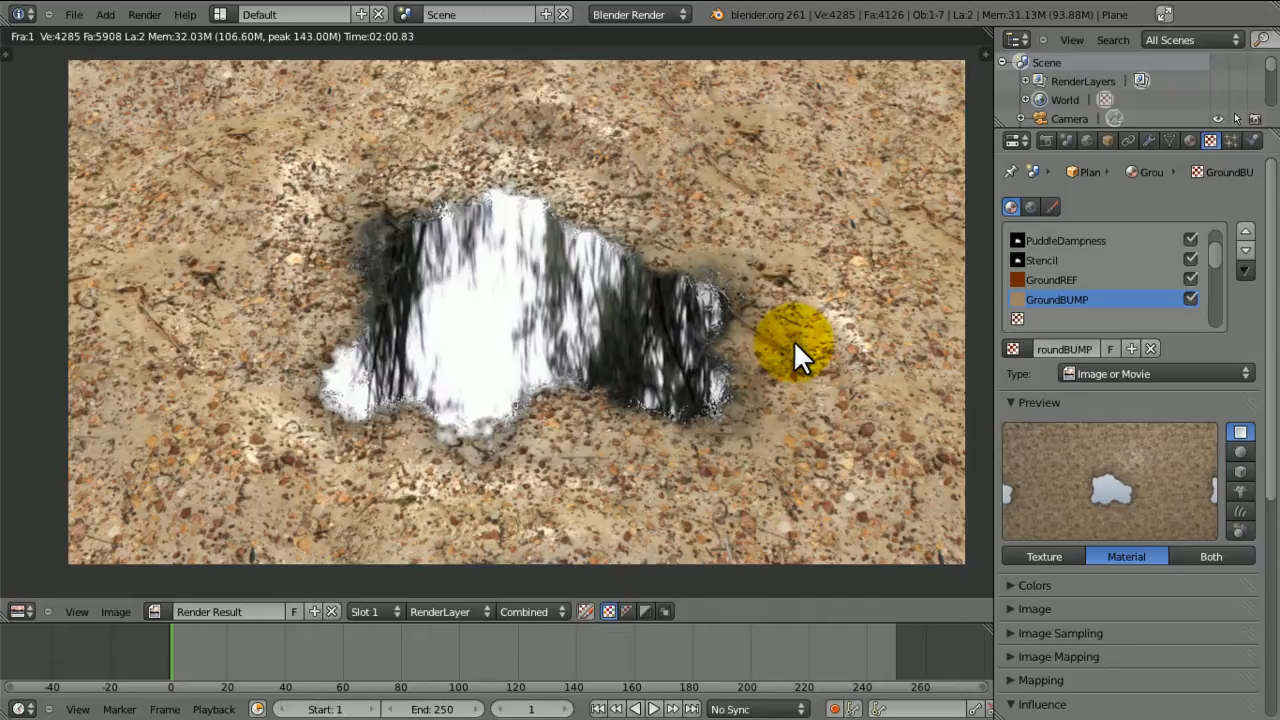 File Add Render Help Default Scene Blender Render blender.org 261 | Ve:4285 | Fa:4126 | Ob:1-7 | La:2 | Mem:31.13M (93.88M) | Plane
Fra:1 Ve:4285 Fa:5908 La:2 Mem:32.03M (106.60M, peak 143.00M) Time:02:00.83
View Search All Scenes
Scene
RenderLayers |
World |
Camera |
Plan Grou GroundBU
PuddleDampness
Stencil
GroundREF
GroundBUMP
roundBUMP F
Type: Image or Movie
Preview
Texture Material Both
Colors
Image
Image Sampling
Image Mapping
Mapping
Influence
View Image Render Result F Slot 1 RenderLayer Combined
-40 -20 0 20 40 60 80 100 120 140 160 180 200 220 240 260
View Marker Frame Playback Start: 1 End: 250 1 No Sync